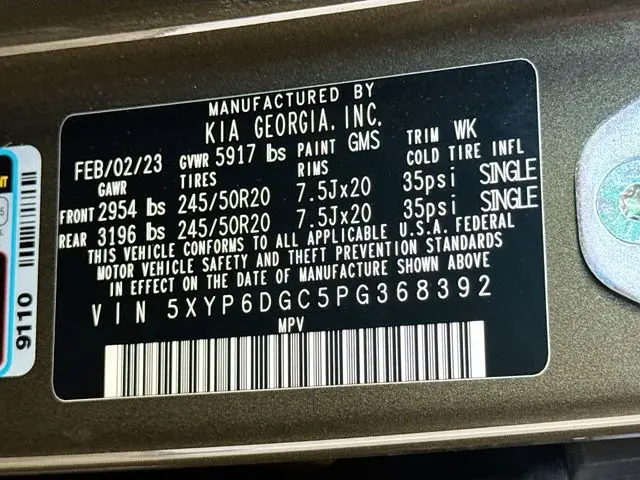 MANUFACTURED BY
KIA GEORGIA, INC.
FEB/02/23 GVWR 5917 lbs PAINT GMS TRIM WK
GAWR TIRES RIMS COLD TIRE INFL
FRONT 2954 lbs 245/50R20 7.5Jx20 35psi SINGLE
REAR 3196 lbs 245/50R20 7.5Jx20 35psi SINGLE
THIS VEHICLE CONFORMS TO ALL APPLICABLE U.S.A. FEDERAL
MOTOR VEHICLE SAFETY AND THEFT PREVENTION STANDARDS
IN EFFECT ON THE DATE OF MANUFACTURE SHOWN ABOVE
VIN 5XYP6DGC5PG368392
MPV
9110